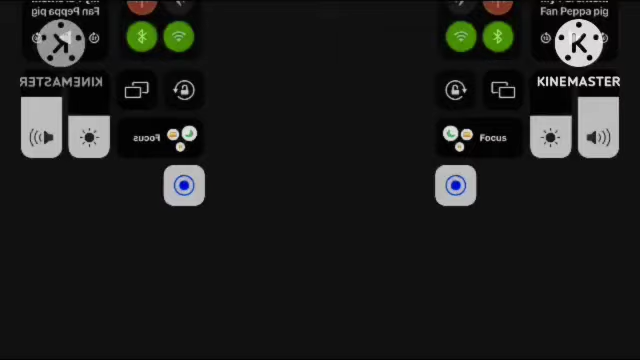 Fan Peppa pig
Fan Peppa pig
KINEMASTER
KINEMASTER
Focus
Focus